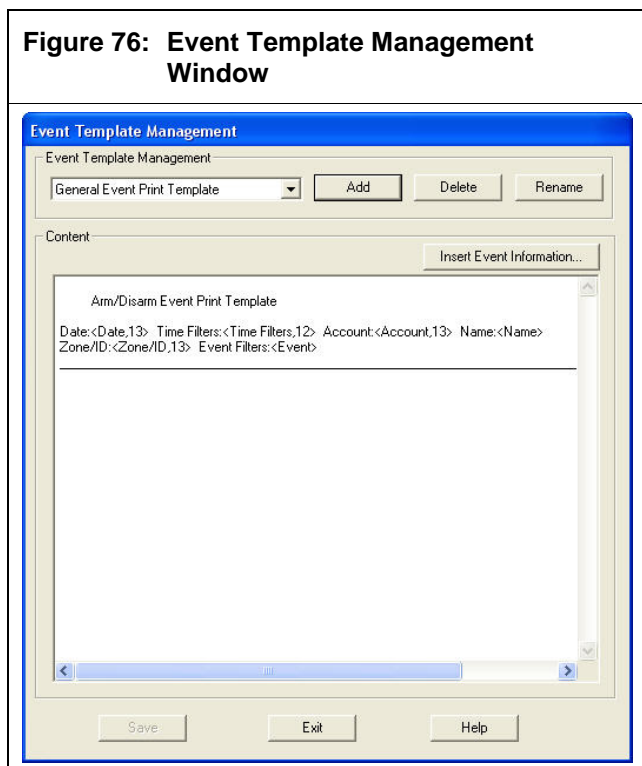 Figure 76: Event Template Management
Window
Event Template Management
Event Template Management
General Event Print Template
Add
Delete
Rename
Content
Insert Event Information...
Arm/Disarm Event Print Template
Date:<Date,13> Time Filters:<Time Filters,12> Account:<Account,13> Name:<Name>
Zone/ID:<Zone/ID,13> Event Filters:<Event>
Save
Exit
Help